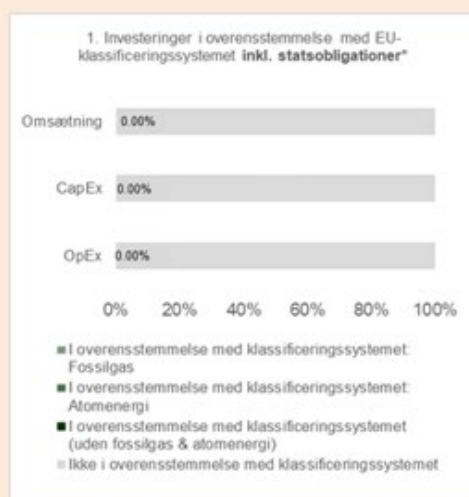 1. Investeringer i overensstemmelse med EU-
klassificeringssystemet inkl. statsobligationer*
Omsætning 0.00%
CapEx 0.00%
OpEx 0.00%
0% 20% 40% 60% 80% 100%
I overensstemmelse med klassificeringssystemet:
Fossilgas
I overensstemmelse med klassificeringssystemet:
Atomenergi
I overensstemmelse med klassificeringssystemet
(uden fossilgas & atomenergi)
Ikke i overensstemmelse med klassificeringssystemet